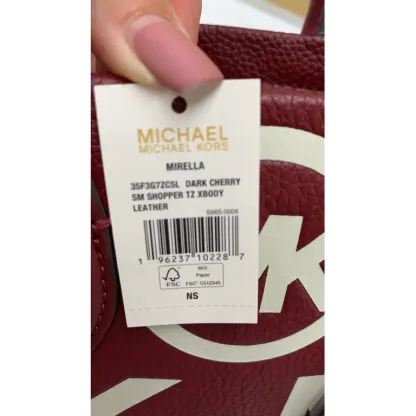 MICHAEL
MICHAEL KORS
MIRELLA
35F3G7ZC5L DARK CHERRY
SM SHOPPER TZ XBODY
LEATHER
1 96237 10228 7
FSC
MIX
Paper
NS
MK